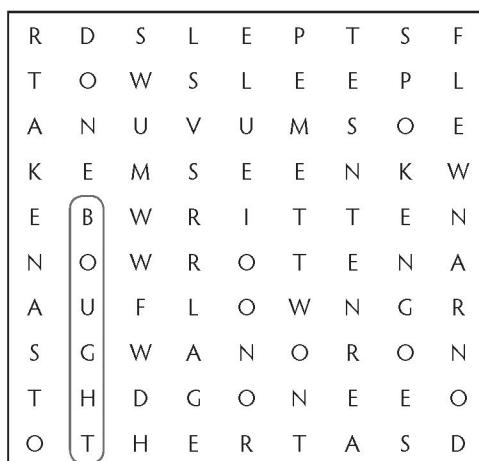 R D S L E P T S F
T O W S L E E P L
A N U V U M S O E
K E M S E E N K W
E B W R I T T E N
N O W R O T E N A
A U F L O W N G R
S G W A N O R O N
T H D G O N E E O
O T H E R T A S D